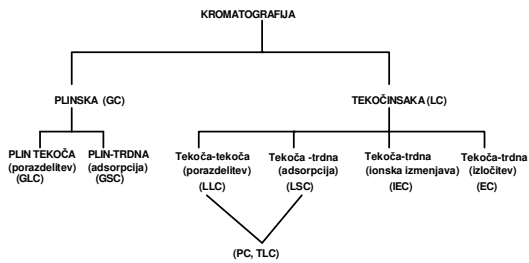 KROMATOGRAFIJA
PLINSKA (GC)
TEKOČINSAKA (LC)
PLIN TEKOČA
(porazdelitev)
(GLC)
PLIN-TRDNA
(adsorpcija)
(GSC)
Tekoča-tekoča
(porazdelitev)
(LLC)
Tekoča -trdna
(adsorpcija)
(LSC)
Tekoča-trdna
(ionska izmenjava)
(IEC)
Tekoča-trdna
(izločitev)
(EC)
(PC, TLC)